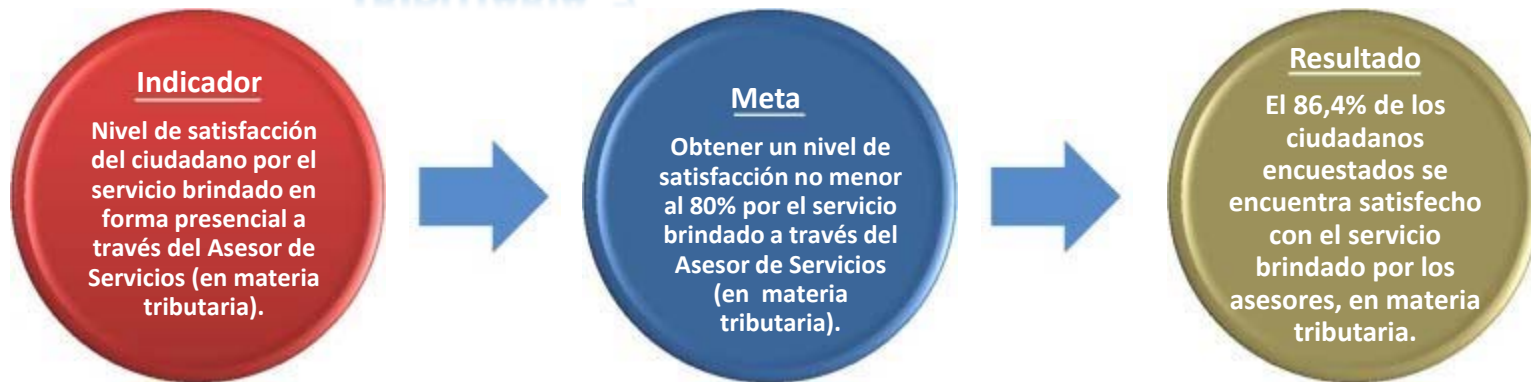 Indicador
Nivel de satisfacción
del ciudadano por el
servicio brindado en
forma presencial a
través del Asesor de
Servicios (en materia
tributaria).
Meta
Obtener un nivel de
satisfacción no menor
al 80% por el servicio
brindado a través del
Asesor de Servicios
(en materia
tributaria).
Resultado
El 86,4% de los
ciudadanos
encuestados se
encuentra satisfecho
con el servicio
brindado por los
asesores, en materia
tributaria.